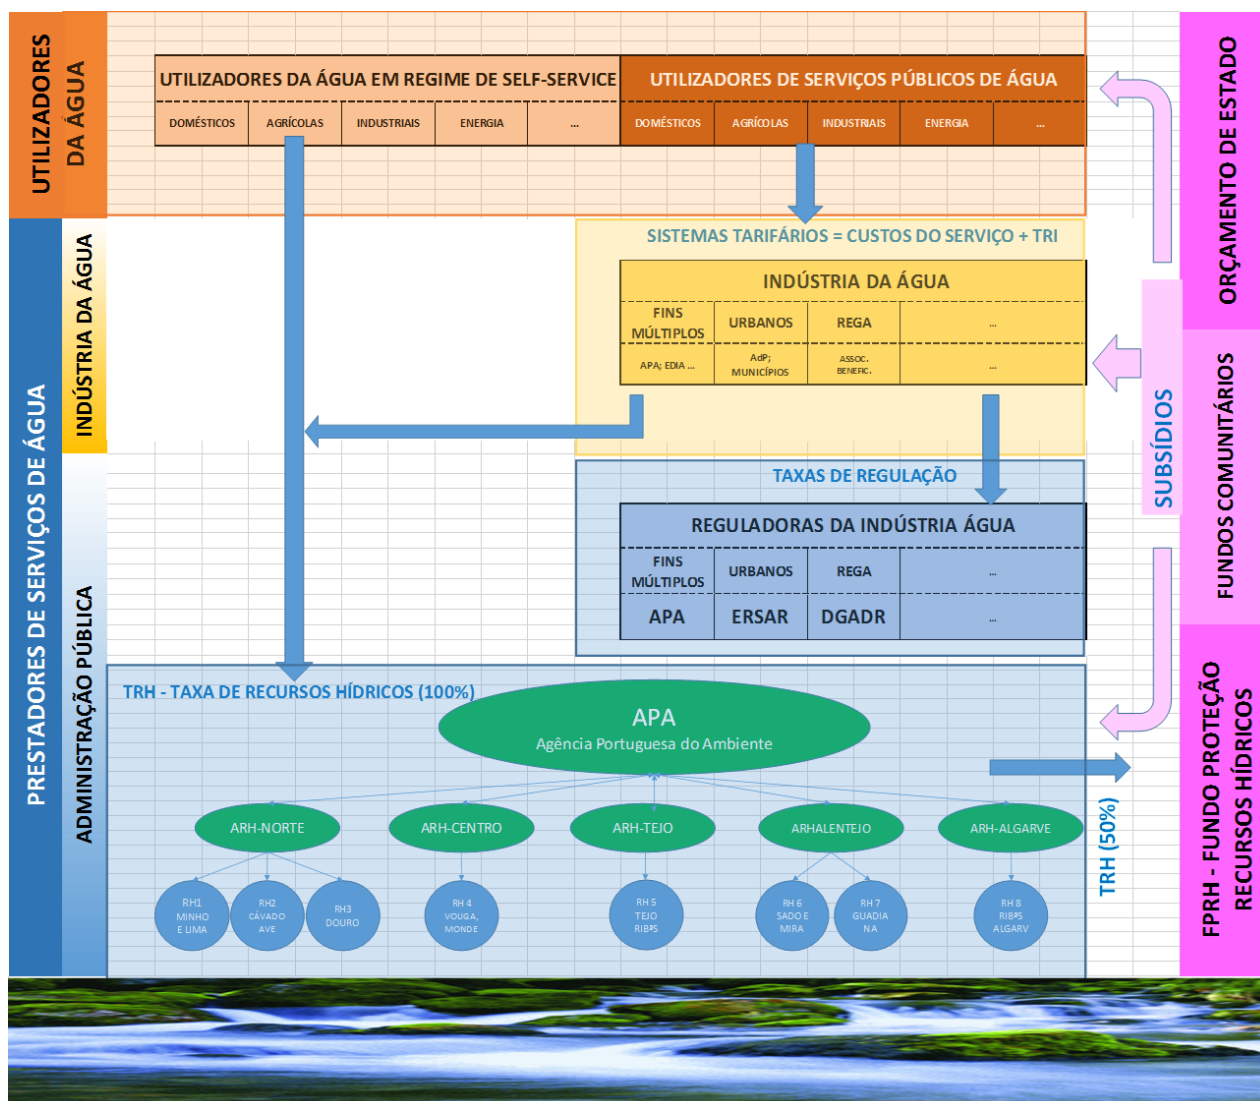 UTILIZADORES
DA ÁGUA
UTILIZADORES DA ÁGUA EM REGIME DE SELF-SERVICE
UTILIZADORES DE SERVIÇOS PÚBLICOS DE ÁGUA
DOMÉSTICOS
AGRÍCOLAS
INDUSTRIAIS
ENERGIA
...
DOMÉSTICOS
AGRÍCOLAS
INDUSTRIAIS
ENERGIA
...
ORÇAMENTO DE ESTADO
PRESTADORES DE SERVIÇOS DE ÁGUA
INDÚSTRIA DA ÁGUA
SISTEMAS TARIFÁRIOS = CUSTOS DO SERVIÇO + TRI
INDÚSTRIA DA ÁGUA
FINS
MÚLTIPLOS
URBANOS
REGA
...
APA; EDIA ...
AdP;
MUNICÍPIOS
ASSOC.
BENEFIC.
...
SUBSÍDIOS
FUNDOS COMUNITÁRIOS
ADMINISTRAÇÃO PÚBLICA
TAXAS DE REGULAÇÃO
REGULADORAS DA INDÚSTRIA ÁGUA
FINS
MÚLTIPLOS
URBANOS
REGA
...
APA
ERSAR
DGADR
...
TRH - TAXA DE RECURSOS HÍDRICOS (100%)
APA
Agência Portuguesa do Ambiente
ARH-NORTE
ARH-CENTRO
ARH-TEJO
ARHALENTEJO
ARH-ALGARVE
RH1
MINHO
E LIMA
RH2
CÁVADO
AVE
RH3
DOURO
RH 4
VOUGA,
MONDE
RH 5
TEJO
RIBªS
RH 6
SADO E
MIRA
RH 7
GUADIA
NA
RH 8
RIBªS
ALGARV
TRH (50%)
FPRH - FUNDO PROTEÇÃO
RECURSOS HÍDRICOS